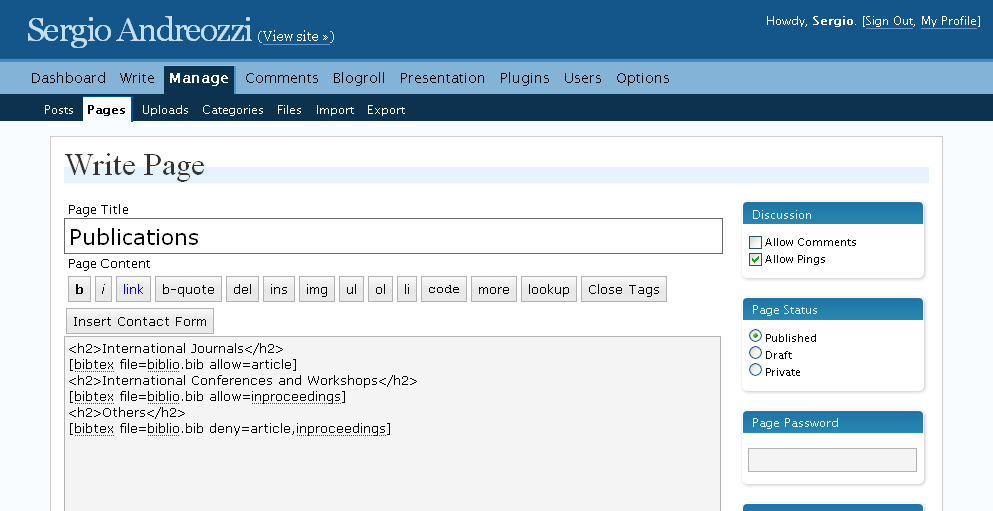 Sergio Andreozzi (View site »)
Howdy, Sergio. [Sign Out, My Profile]
Dashboard Write Manage Comments Blogroll Presentation Plugins Users Options
Posts Pages Uploads Categories Files Import Export
Write Page
Page Title
Publications
Page Content
b i link b-quote del ins img ul ol li code more lookup Close Tags
Insert Contact Form
<h2>International Journals</h2>
[bibtex file=biblio.bib allow=article]
<h2>International Conferences and Workshops</h2>
[bibtex file=biblio.bib allow=inproceedings]
<h2>Others</h2>
[bibtex file=biblio.bib deny=article,inproceedings]
Discussion
Allow Comments
Allow Pings
Page Status
Published
Draft
Private
Page Password